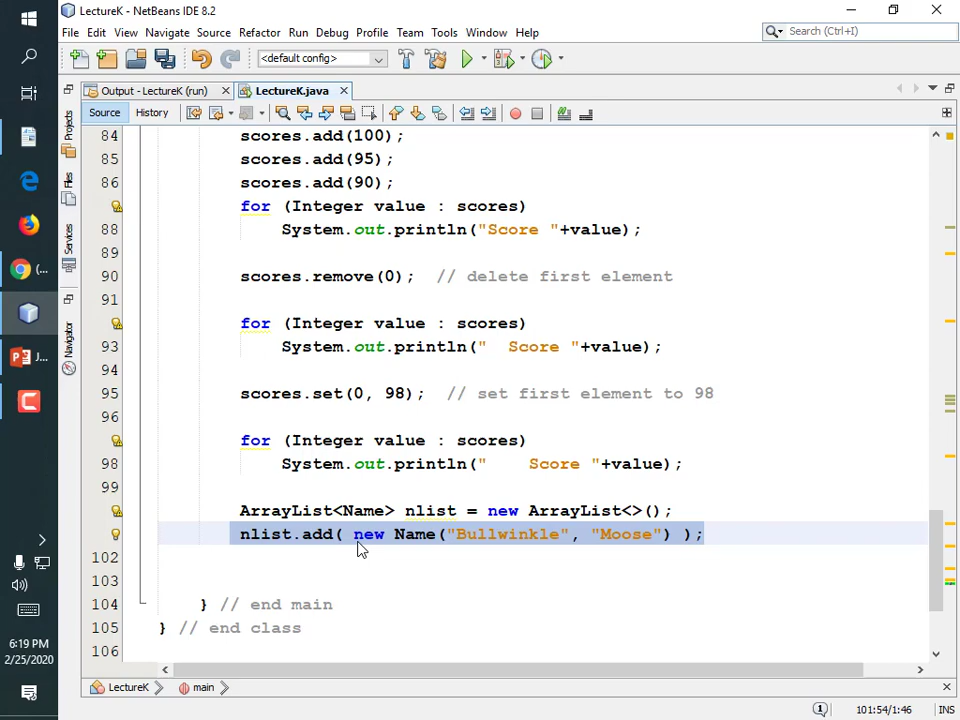 LectureK - NetBeans IDE 8.2
File Edit View Navigate Source Refactor Run Debug Profile Team Tools Window Help
Search (Ctrl+I)
<default config>
Output - LectureK (run)
LectureK.java
Source History
Projects
Files
Services
Navigator
84 scores.add(100);
85 scores.add(95);
86 scores.add(90);
for (Integer value : scores)
88 System.out.println("Score "+value);
89
90 scores.remove(0);  // delete first element
91
for (Integer value : scores)
93 System.out.println("  Score "+value);
94
95 scores.set(0, 98);  // set first element to 98
96
for (Integer value : scores)
98 System.out.println("    Score "+value);
99
ArrayList<Name> nlist = new ArrayList<>();
nlist.add( new Name("Bullwinkle", "Moose") );
102
103
104 } // end main
105 } // end class
106
LectureK
main
101:54/1:46
INS
(...
J...
6:19 PM
2/25/2020
1